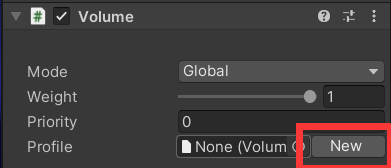 Volume
Mode Global
Weight 1
Priority 0
Profile None (Volum New